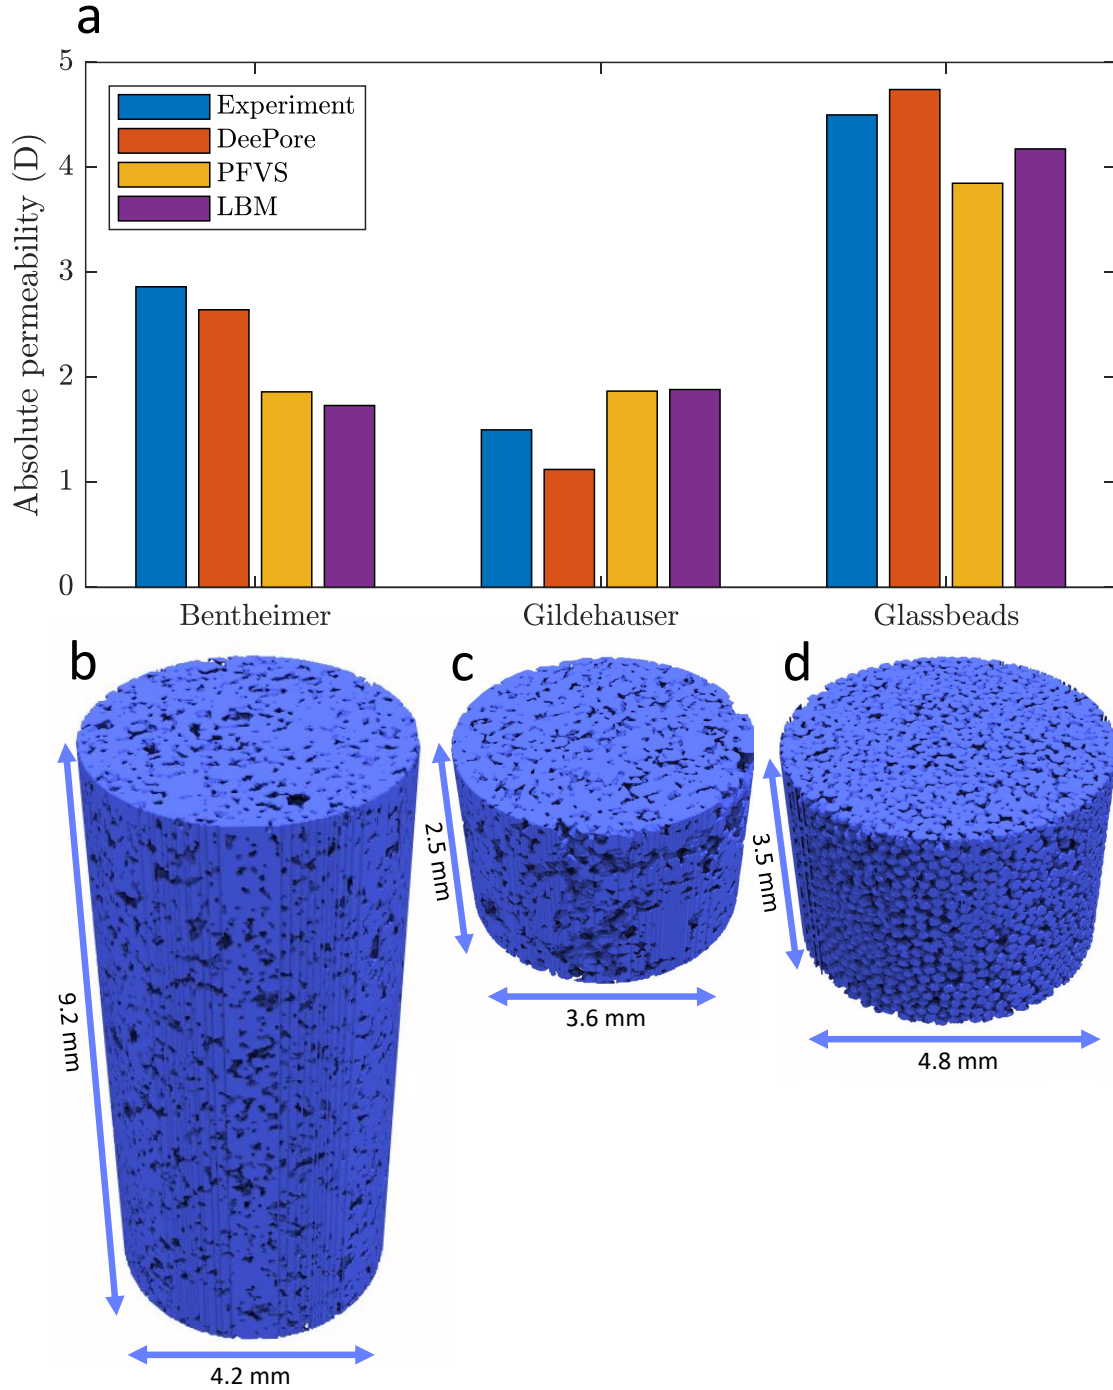 a
5
4
3
2
1
0
Absolute permeability (D)
Experiment
DeePore
PFVS
LBM
Bentheimer
Gildehauser
Glassbeads
b
c
d
9.2 mm
4.2 mm
2.5 mm
3.6 mm
3.5 mm
4.8 mm